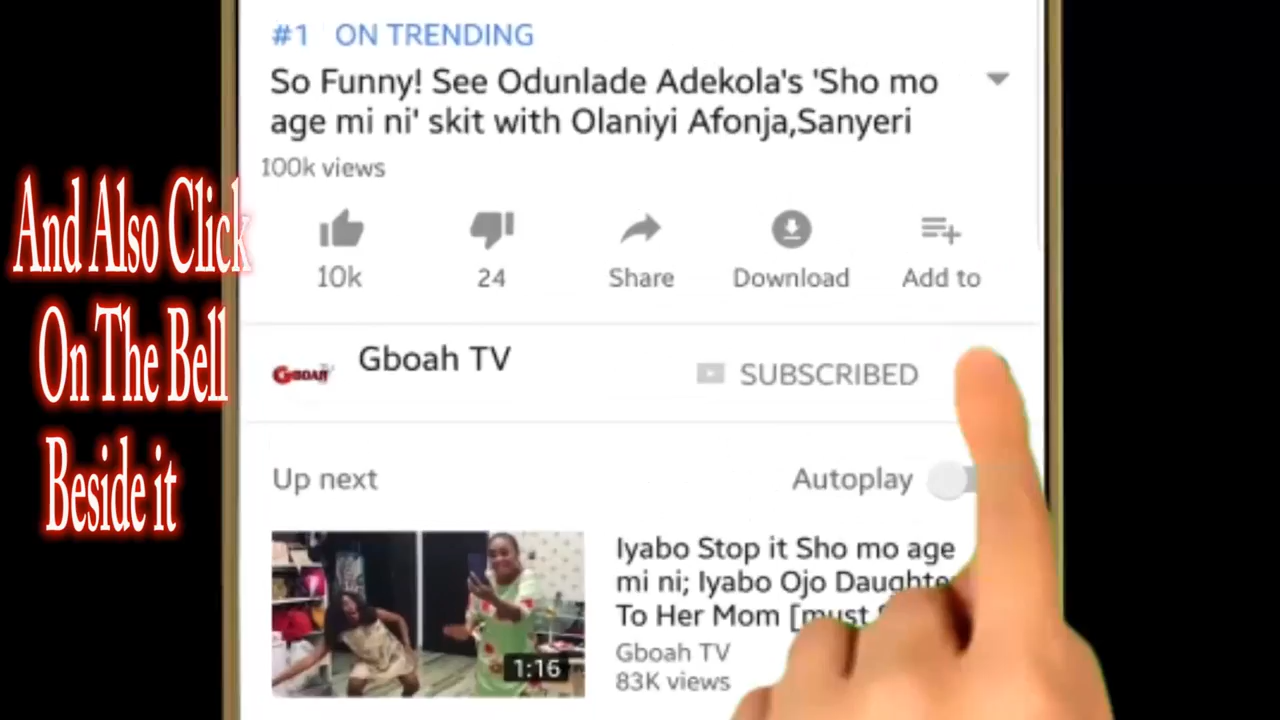 #1 ON TRENDING
So Funny! See Odunlade Adekola's 'Sho mo
age mi ni' skit with Olaniyi Afonja,Sanyeri
100k views
And Also Click
On The Bell
Beside it
10k
24
Share
Download
Add to
GBOAH TV
Gboah TV
SUBSCRIBED
Up next
Autoplay
Iyabo Stop it Sho mo age
mi ni; Iyabo Ojo Daughter
To Her Mom [must
Gboah TV
83K views
1:16